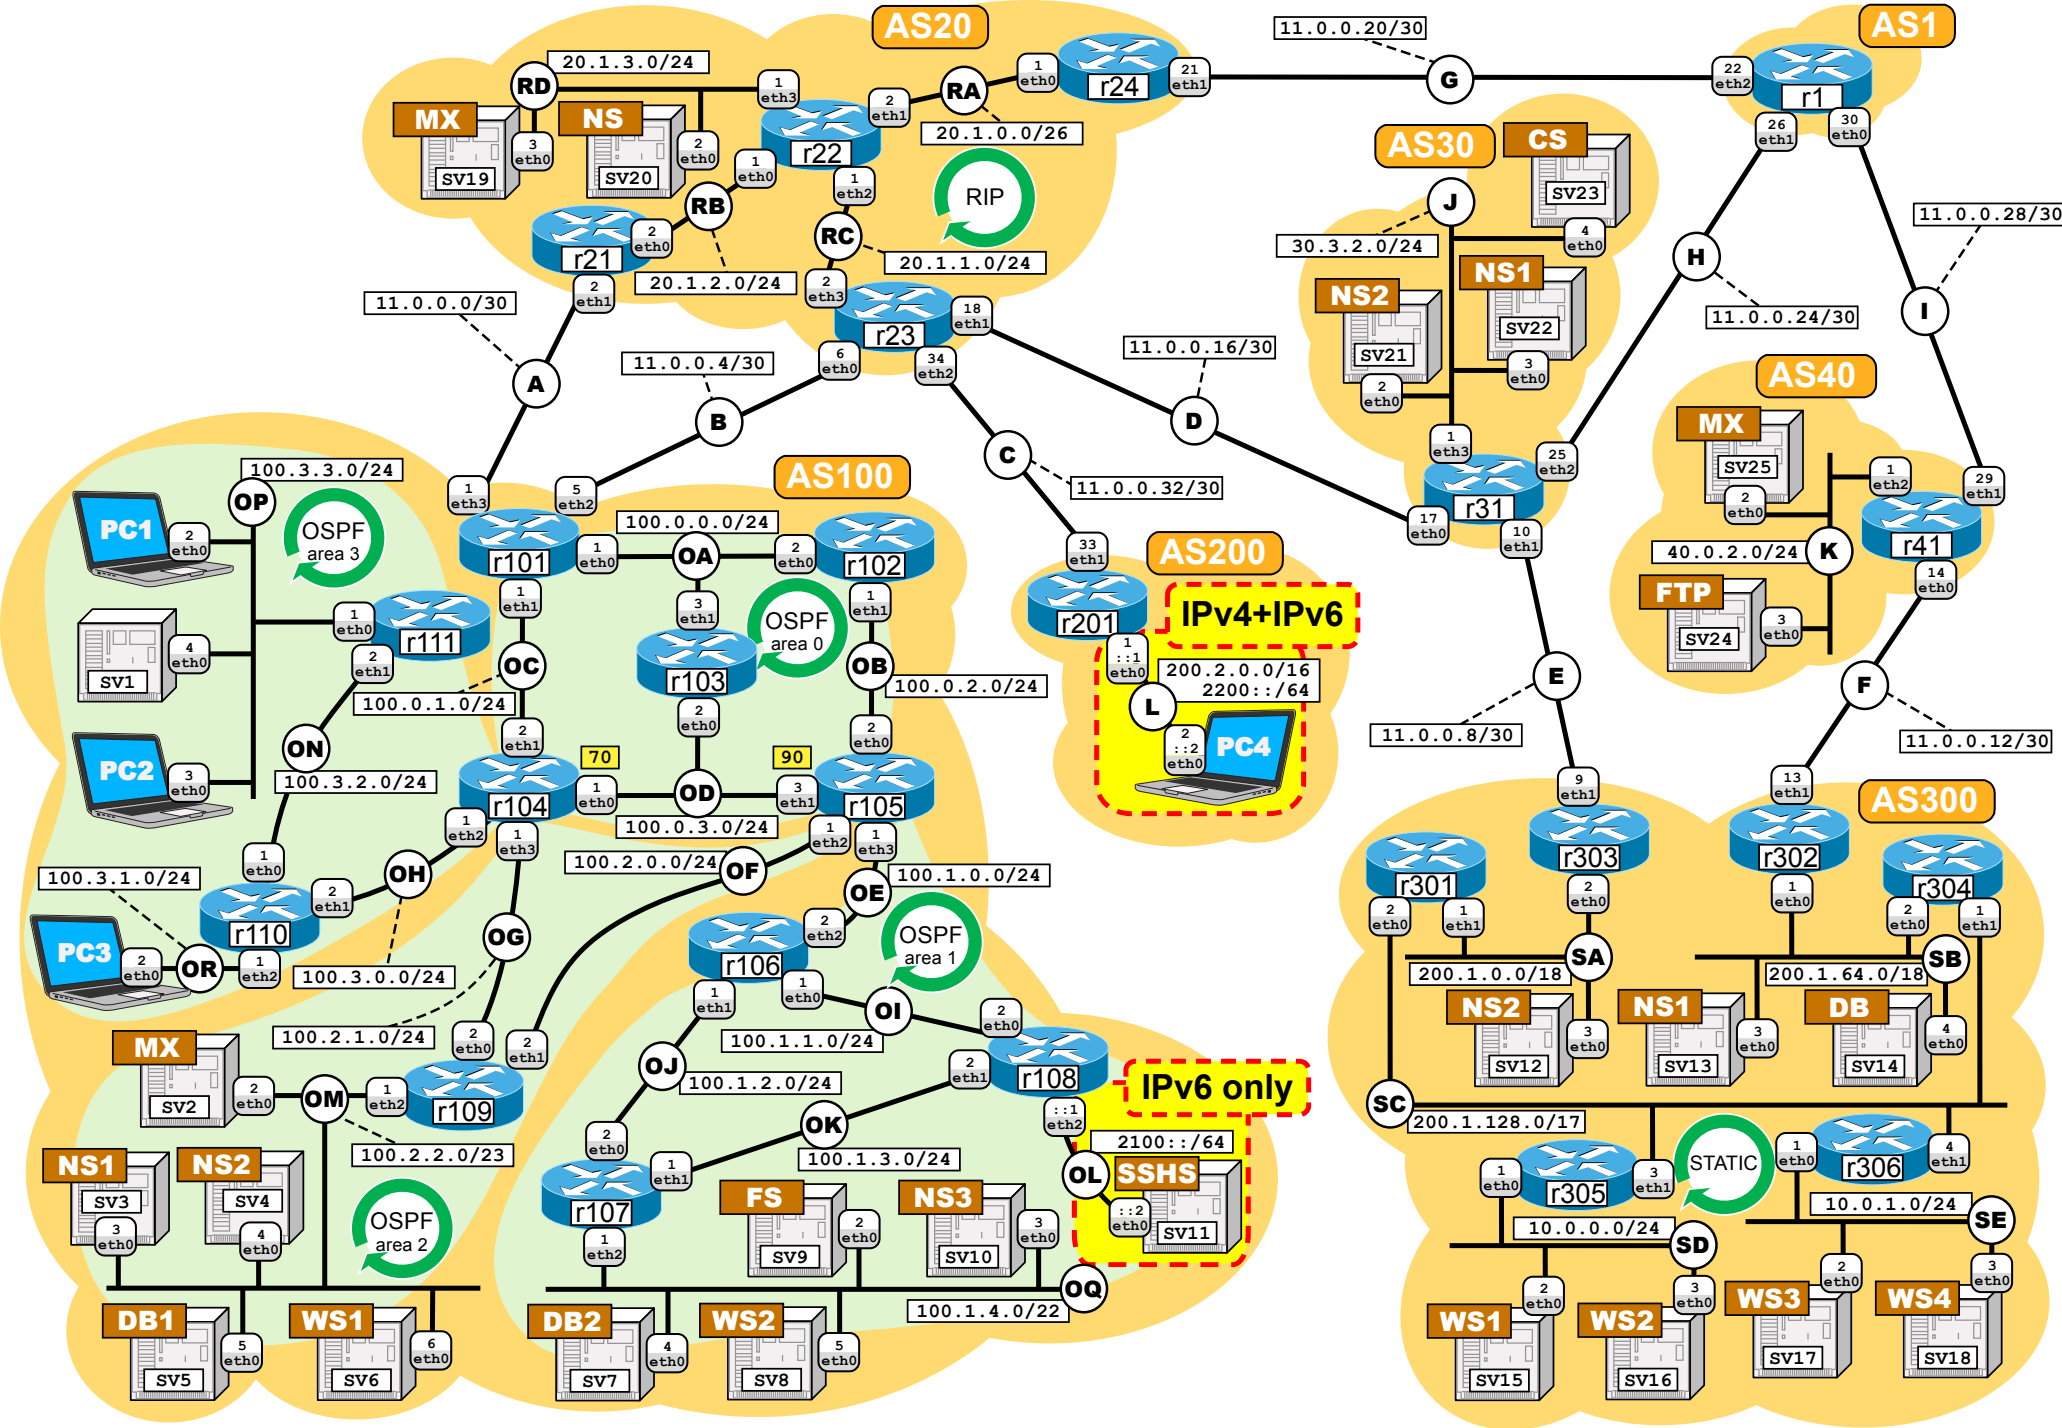 AS20
AS1
11.0.0.20/30
20.1.3.0/24
RD
1
eth3
1
eth0
r24
21
eth1
G
22
eth2
r1
MX
SV19
3
eth0
NS
SV20
2
eth0
r22
2
eth1
RA
20.1.0.0/26
26
eth1
30
eth0
1
eth0
1
eth2
RIP
AS30
CS
SV23
4
eth0
RB
J
30.3.2.0/24
11.0.0.28/30
r21
2
eth0
RC
20.1.1.0/24
H
20.1.2.0/24
2
eth1
2
eth3
NS2
SV21
2
eth0
NS1
SV22
3
eth0
11.0.0.0/30
r23
18
eth1
11.0.0.24/30
I
6
eth0
34
eth2
11.0.0.4/30
11.0.0.16/30
AS40
A
B
D
MX
SV25
2
eth0
C
1
eth3
25
eth2
1
eth2
29
eth1
100.3.3.0/24
AS100
11.0.0.32/30
r31
1
eth3
5
eth2
OP
PC1
2
eth0
OSPF
area 3
r101
1
eth0
100.0.0.0/24
OA
2
eth0
r102
17
eth0
10
eth1
r41
40.0.2.0/24
K
33
eth1
AS200
14
eth0
FTP
SV24
3
eth0
1
eth0
r111
1
eth1
3
eth1
OSPF
area 0
1
eth1
r201
IPv4+IPv6
SV1
4
eth0
2
eth1
OC
r103
OB
1
::1
eth0
200.2.0.0/16
2200::/64
E
F
100.0.1.0/24
100.0.2.0/24
L
11.0.0.8/30
11.0.0.12/30
ON
2
eth0
2
eth1
2
eth0
2
::2
eth0
PC4
PC2
3
eth0
100.3.2.0/24
70
90
r104
1
eth0
OD
3
eth1
r105
9
eth1
13
eth1
AS300
100.0.3.0/24
1
eth2
1
eth3
1
eth2
1
eth3
r303
r302
1
eth0
OH
100.2.0.0/24
OF
100.1.0.0/24
OE
r301
r304
100.3.1.0/24
2
eth1
2
eth0
1
eth1
2
eth0
1
eth0
2
eth0
1
eth1
r110
OG
r106
2
eth2
OSPF
area 1
PC3
2
eth0
OR
1
eth2
100.3.0.0/24
SA
200.1.0.0/18
200.1.64.0/18
SB
1
eth1
1
eth0
OI
NS2
SV12
3
eth0
NS1
SV13
3
eth0
DB
SV14
4
eth0
100.2.1.0/24
2
eth0
2
eth1
100.1.1.0/24
2
eth0
MX
SV2
2
eth0
OM
1
eth2
r109
OJ
100.1.2.0/24
2
eth1
r108
IPv6 only
SC
200.1.128.0/17
OK
::1
eth2
2100::/64
100.2.2.0/23
2
eth0
100.1.3.0/24
1
eth0
r305
3
eth1
STATIC
1
eth0
r306
4
eth1
NS1
SV3
3
eth0
NS2
SV4
4
eth0
OSPF
area 2
r107
1
eth1
OL
SSHS
::2
eth0
SV11
FS
SV9
2
eth0
NS3
SV10
3
eth0
10.0.1.0/24
SE
10.0.0.0/24
SD
1
eth2
OQ
100.1.4.0/22
DB1
SV5
5
eth0
WS1
SV6
6
eth0
DB2
SV7
4
eth0
WS2
SV8
5
eth0
WS1
SV15
2
eth0
WS2
SV16
3
eth0
WS3
SV17
2
eth0
WS4
SV18
3
eth0